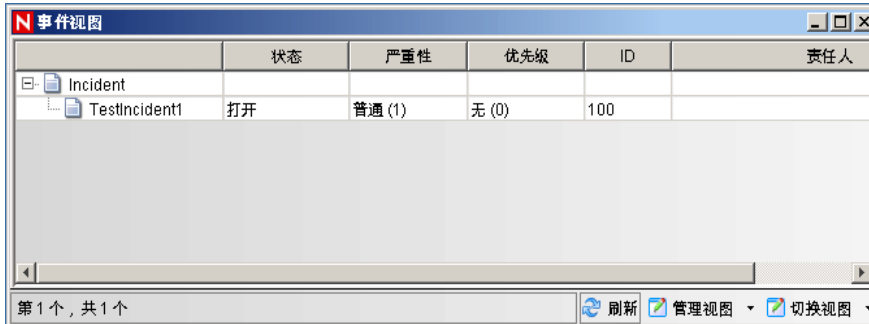 N 事件视图
状态 严重性 优先级 ID 责任人
Incident
TestIncident1 打开 普通 (1) 无 (0) 100
第1个，共1个 刷新 管理视图 切换视图